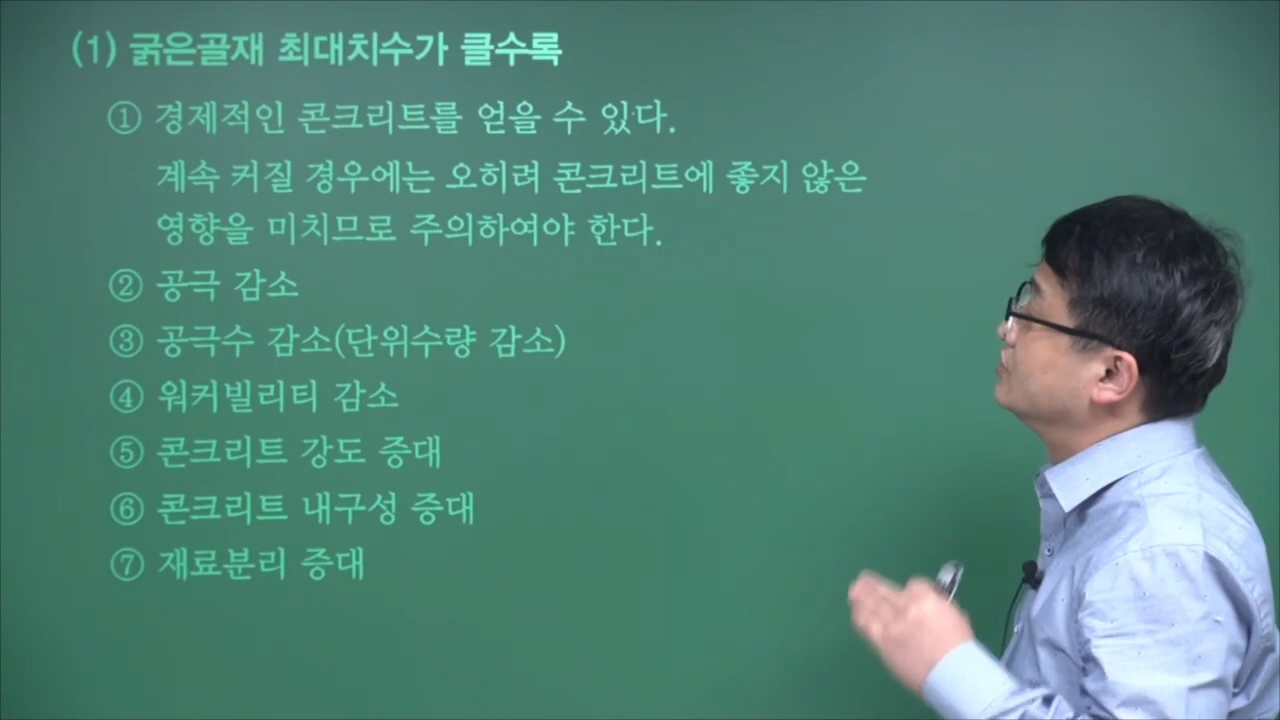 (1) 굵은골재 최대치수가 클수록
① 경제적인 콘크리트를 얻을 수 있다.
계속 커질 경우에는 오히려 콘크리트에 좋지 않은
영향을 미치므로 주의하여야 한다.
② 공극 감소
③ 공극수 감소(단위수량 감소)
④ 워커빌리티 감소
⑤ 콘크리트 강도 증대
⑥ 콘크리트 내구성 증대
⑦ 재료분리 증대